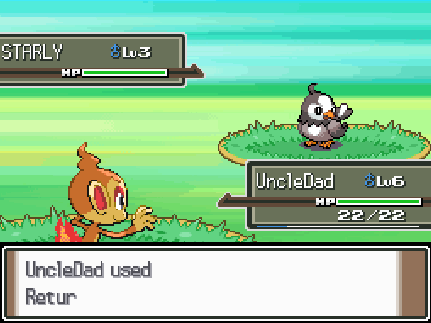 STARLY ♂Lv3
HP
UncleDad ♂Lv6
HP
22/22
UncleDad used
Retur